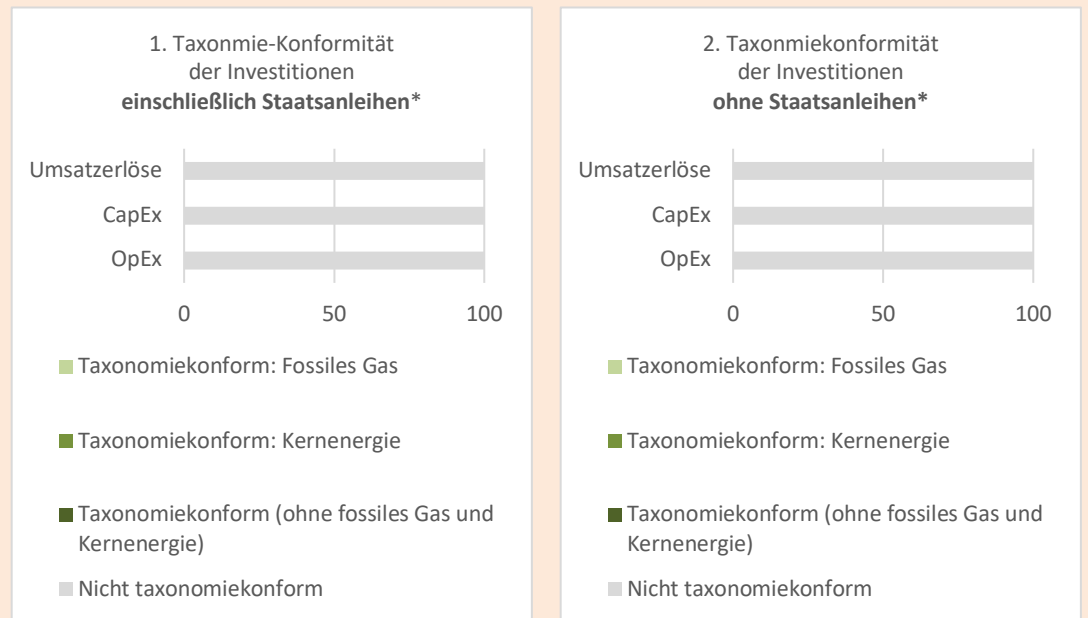 1. Taxonmie-Konformität
der Investitionen
einschließlich Staatsanleihen*
Umsatzerlöse
CapEx
OpEx
0 50 100
Taxonomiekonform: Fossiles Gas
Taxonomiekonform: Kernenergie
Taxonomiekonform (ohne fossiles Gas und
Kernenergie)
Nicht taxonomiekonform
2. Taxonmiekonformität
der Investitionen
ohne Staatsanleihen*
Umsatzerlöse
CapEx
OpEx
0 50 100
Taxonomiekonform: Fossiles Gas
Taxonomiekonform: Kernenergie
Taxonomiekonform (ohne fossiles Gas und
Kernenergie)
Nicht taxonomiekonform